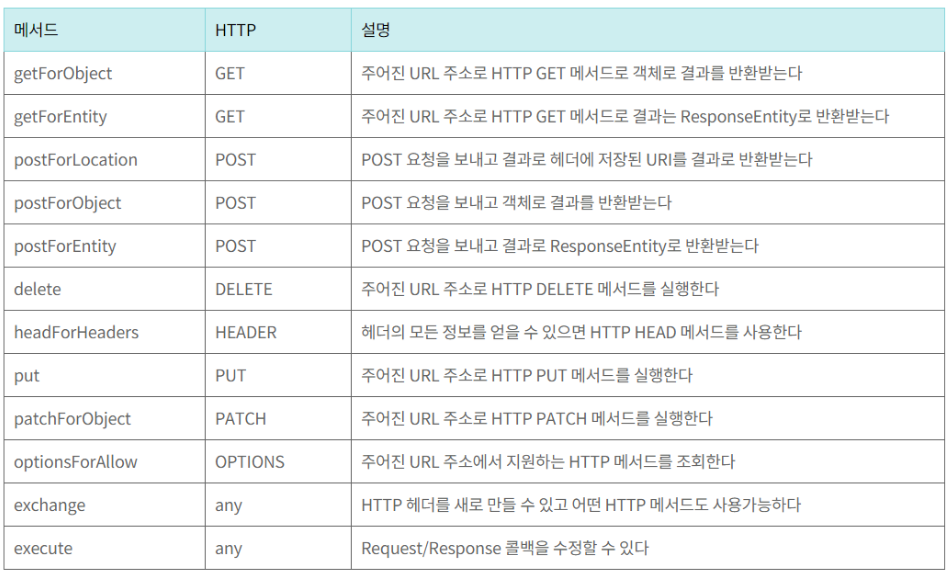 메서드 HTTP 설명
getForObject GET 주어진 URL 주소로 HTTP GET 메서드로 객체로 결과를 반환받는다
getForEntity GET 주어진 URL 주소로 HTTP GET 메서드로 결과는 ResponseEntity로 반환받는다
postForLocation POST POST 요청을 보내고 결과로 헤더에 저장된 URI를 결과로 반환받는다
postForObject POST POST 요청을 보내고 객체로 결과를 반환받는다
postForEntity POST POST 요청을 보내고 결과로 ResponseEntity로 반환받는다
delete DELETE 주어진 URL 주소로 HTTP DELETE 메서드를 실행한다
headForHeaders HEADER 헤더의 모든 정보를 얻을 수 있으면 HTTP HEAD 메서드를 사용한다
put PUT 주어진 URL 주소로 HTTP PUT 메서드를 실행한다
patchForObject PATCH 주어진 URL 주소로 HTTP PATCH 메서드를 실행한다
optionsForAllow OPTIONS 주어진 URL 주소에서 지원하는 HTTP 메서드를 조회한다
exchange any HTTP 헤더를 새로 만들 수 있고 어떤 HTTP 메서드도 사용가능하다
execute any Request/Response 콜백을 수정할 수 있다